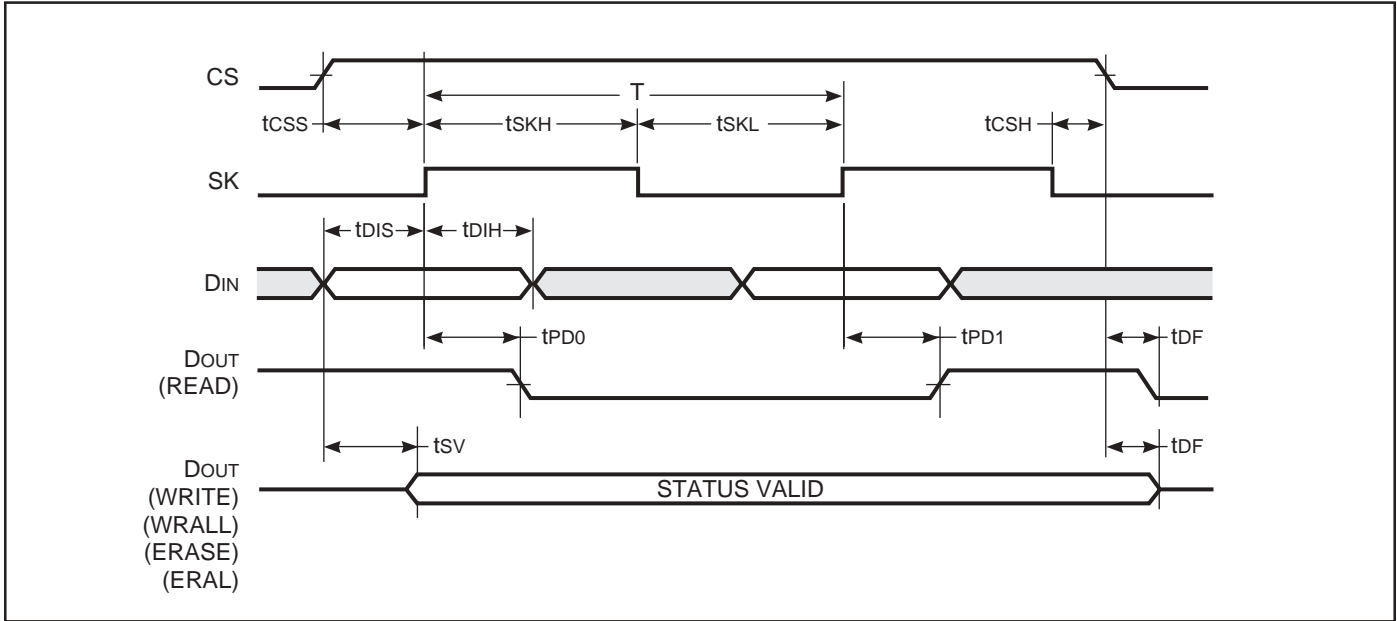 CS
T
tCSS
tSKH
tSKL
tCSH
SK
tDIS
tDIH
DIN
tPD0
tPD1
tDF
DOUT
(READ)
tSV
tDF
DOUT
(WRITE)
(WRALL)
(ERASE)
(ERAL)
STATUS VALID